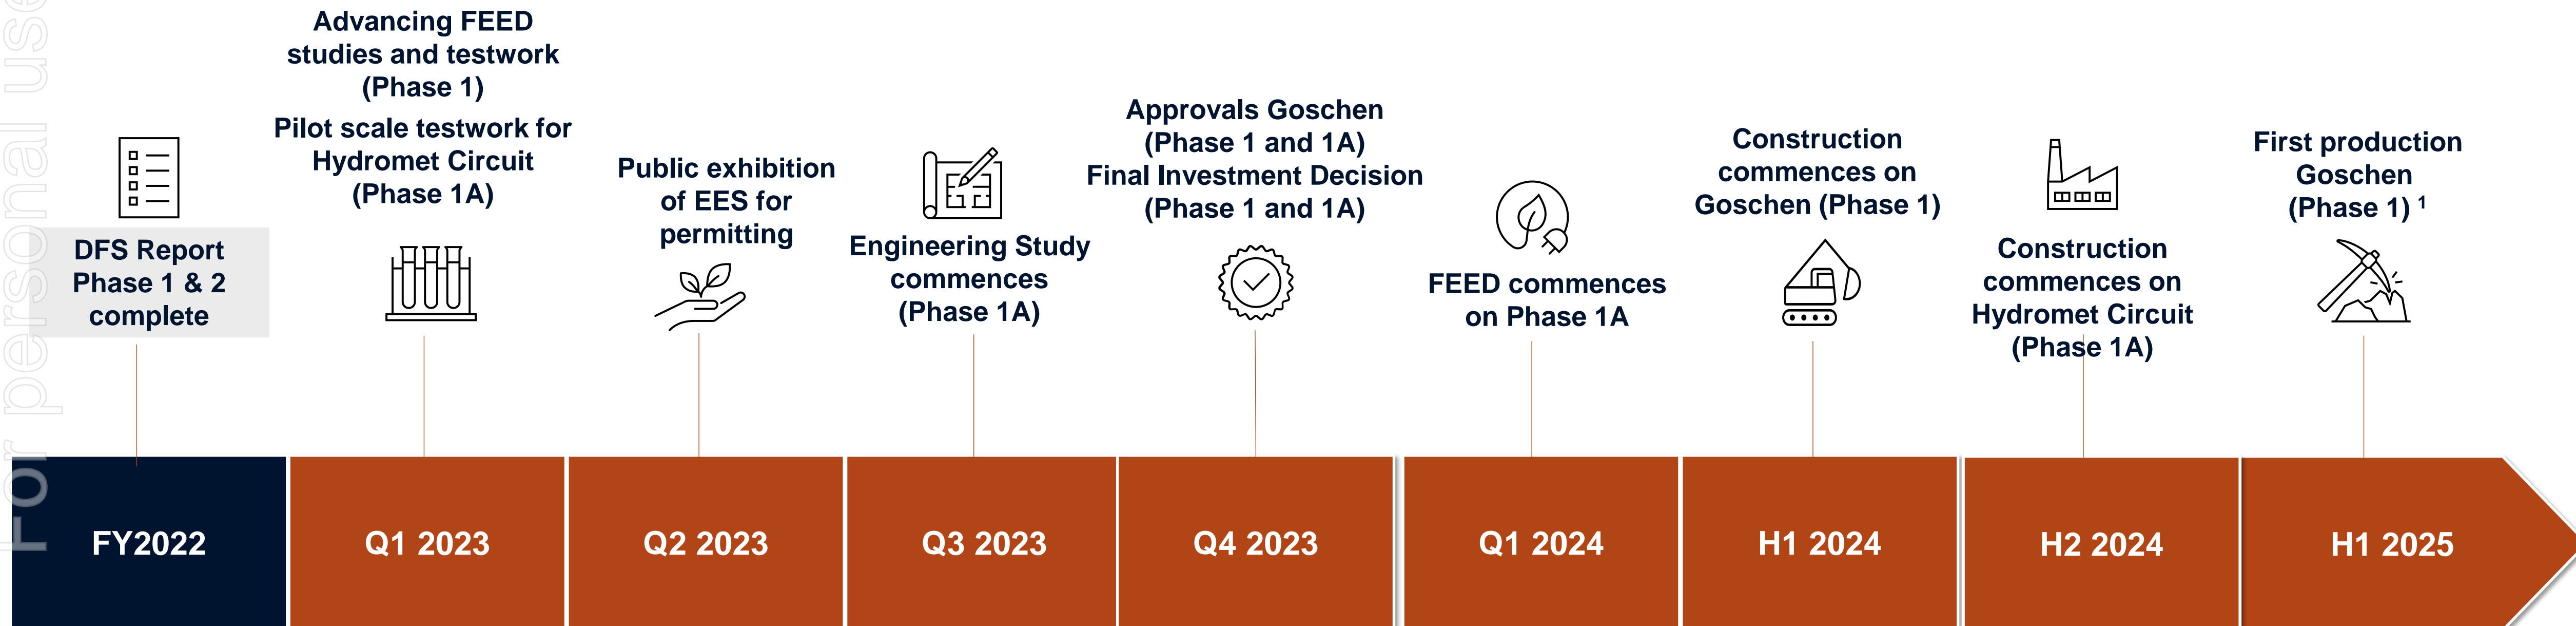 For personal use
DFS Report
Phase 1 & 2
complete
Advancing FEED
studies and testwork
(Phase 1)
Pilot scale testwork for
Hydromet Circuit
(Phase 1A)
Public exhibition
of EES for
permitting
Engineering Study
commences
(Phase 1A)
Approvals Goschen
(Phase 1 and 1A)
Final Investment Decision
(Phase 1 and 1A)
FEED commences
on Phase 1A
Construction
commences on
Goschen (Phase 1)
Construction
commences on
Hydromet Circuit
(Phase 1A)
First production
Goschen
(Phase 1) 1
FY2022
Q1 2023
Q2 2023
Q3 2023
Q4 2023
Q1 2024
H1 2024
H2 2024
H1 2025